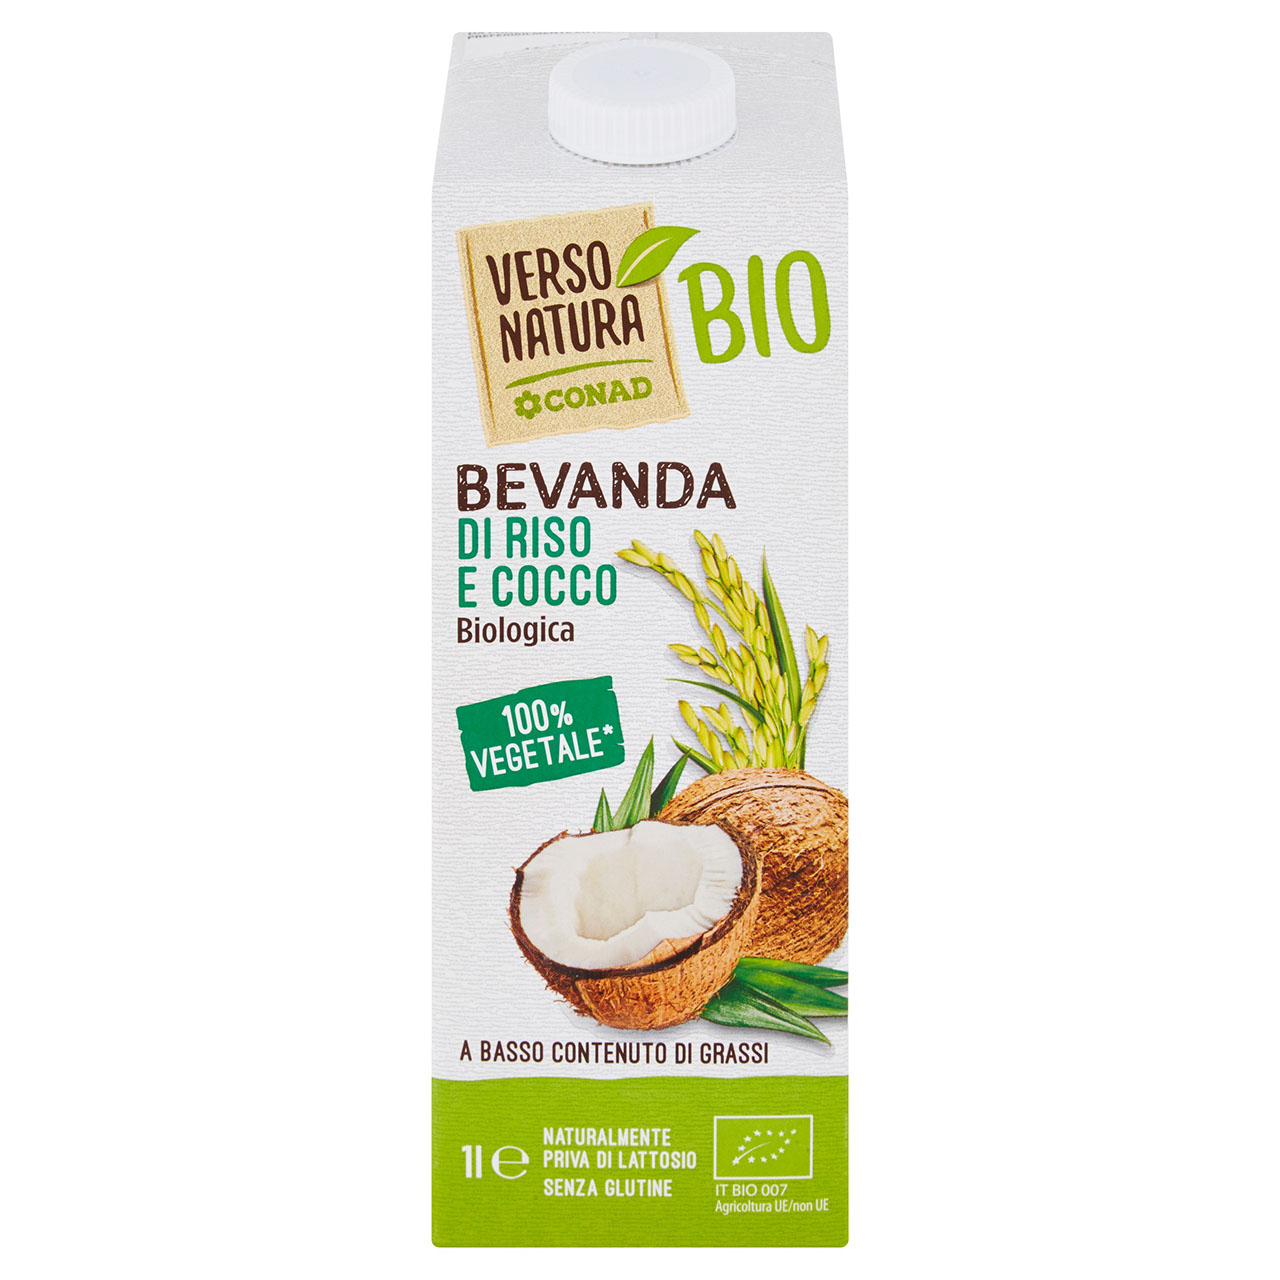 VERSO
NATURA
CONAD
BIO
BEVANDA
DI RISO
E COCCO
Biologica
100%
VEGETALE*
A BASSO CONTENUTO DI GRASSI
1l e
NATURALMENTE
PRIVA DI LATTOSIO
SENZA GLUTINE
IT BIO 007
Agricoltura UE/non UE